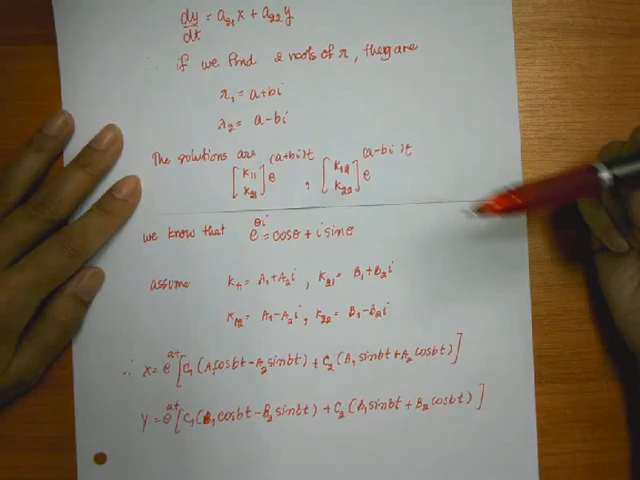 dy/dt = a₂₁x + a₂₂y
∴ if we find 2 roots of λ, they are
λ₁ = a+bi
λ₂ = a-bi
The solutions are [k₁₁ k₂₁] e^(a+bi)t , [k₁₂ k₂₂] e^(a-bi)t
we know that e^θi = cosθ + i sinθ
assume k₁₁ = A₁+A₂i , k₂₁ = B₁+B₂i
k₁₂ = A₁-A₂i , k₂₂ = B₁-B₂i
∴ x = e^at [c₁(A₁cosbt-A₂sinbt) + c₂(A₁sinbt+A₂cosbt)]
y = e^at [c₁(B₁cosbt-B₂sinbt) + c₂(B₁sinbt+B₂cosbt)]